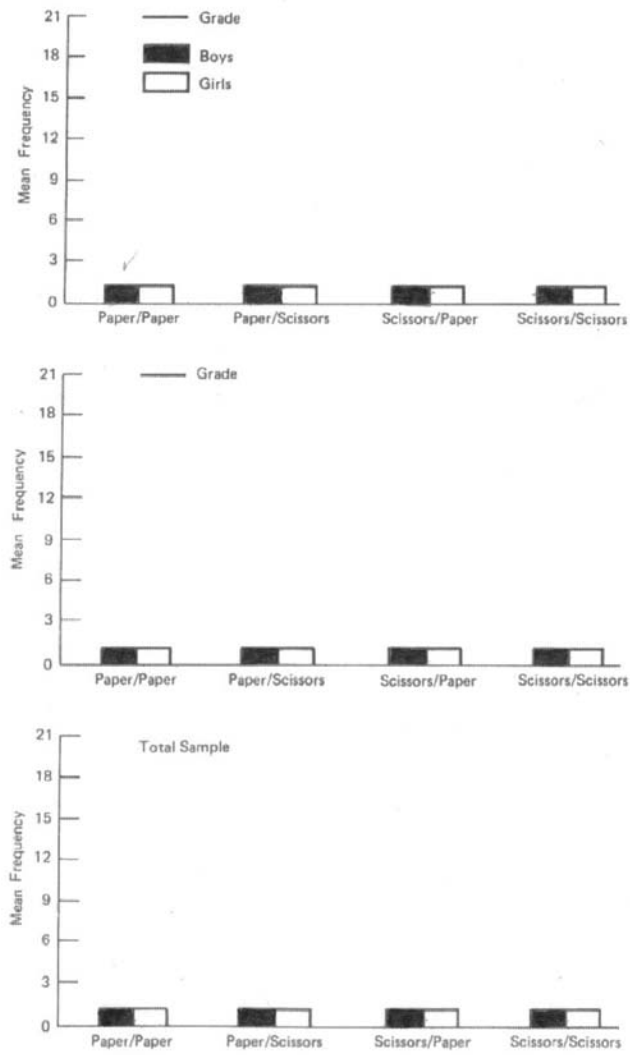 21
Grade
18
Boys
Girls
15
12
9
6
3
0
Mean Frequency
Paper/Paper Paper/Scissors Scissors/Paper Scissors/Scissors
21
Grade
18
15
12
9
6
3
0
Mean Frequency
Paper/Paper Paper/Scissors Scissors/Paper Scissors/Scissors
21
Total Sample
18
15
12
9
6
3
0
Mean Frequency
Paper/Paper Paper/Scissors Scissors/Paper Scissors/Scissors